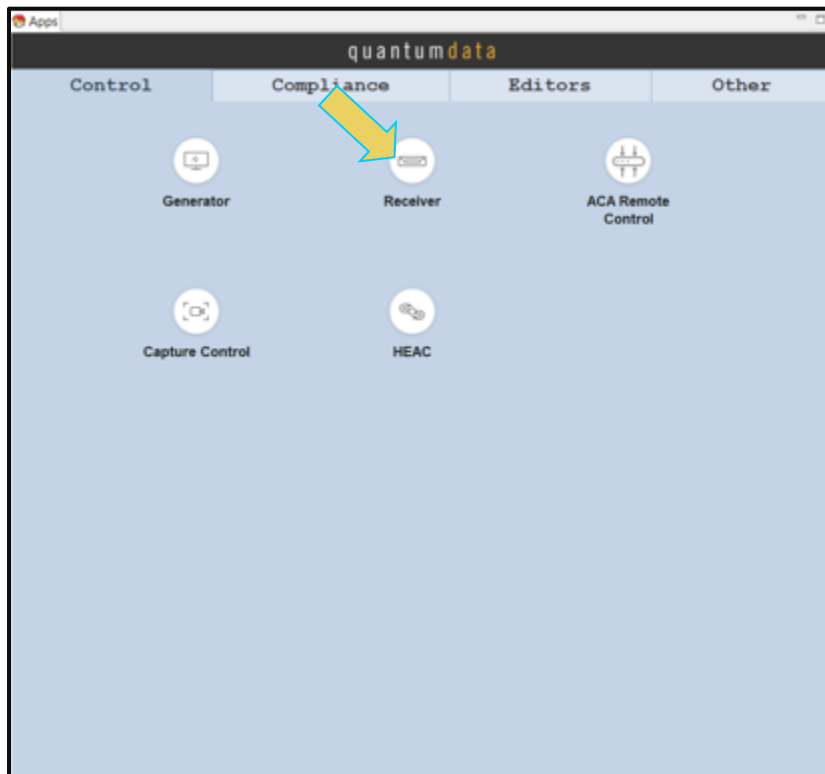 Apps
quantumdata
Control Compliance Editors Other
Generator Receiver ACA Remote
Control
Capture Control HEAC